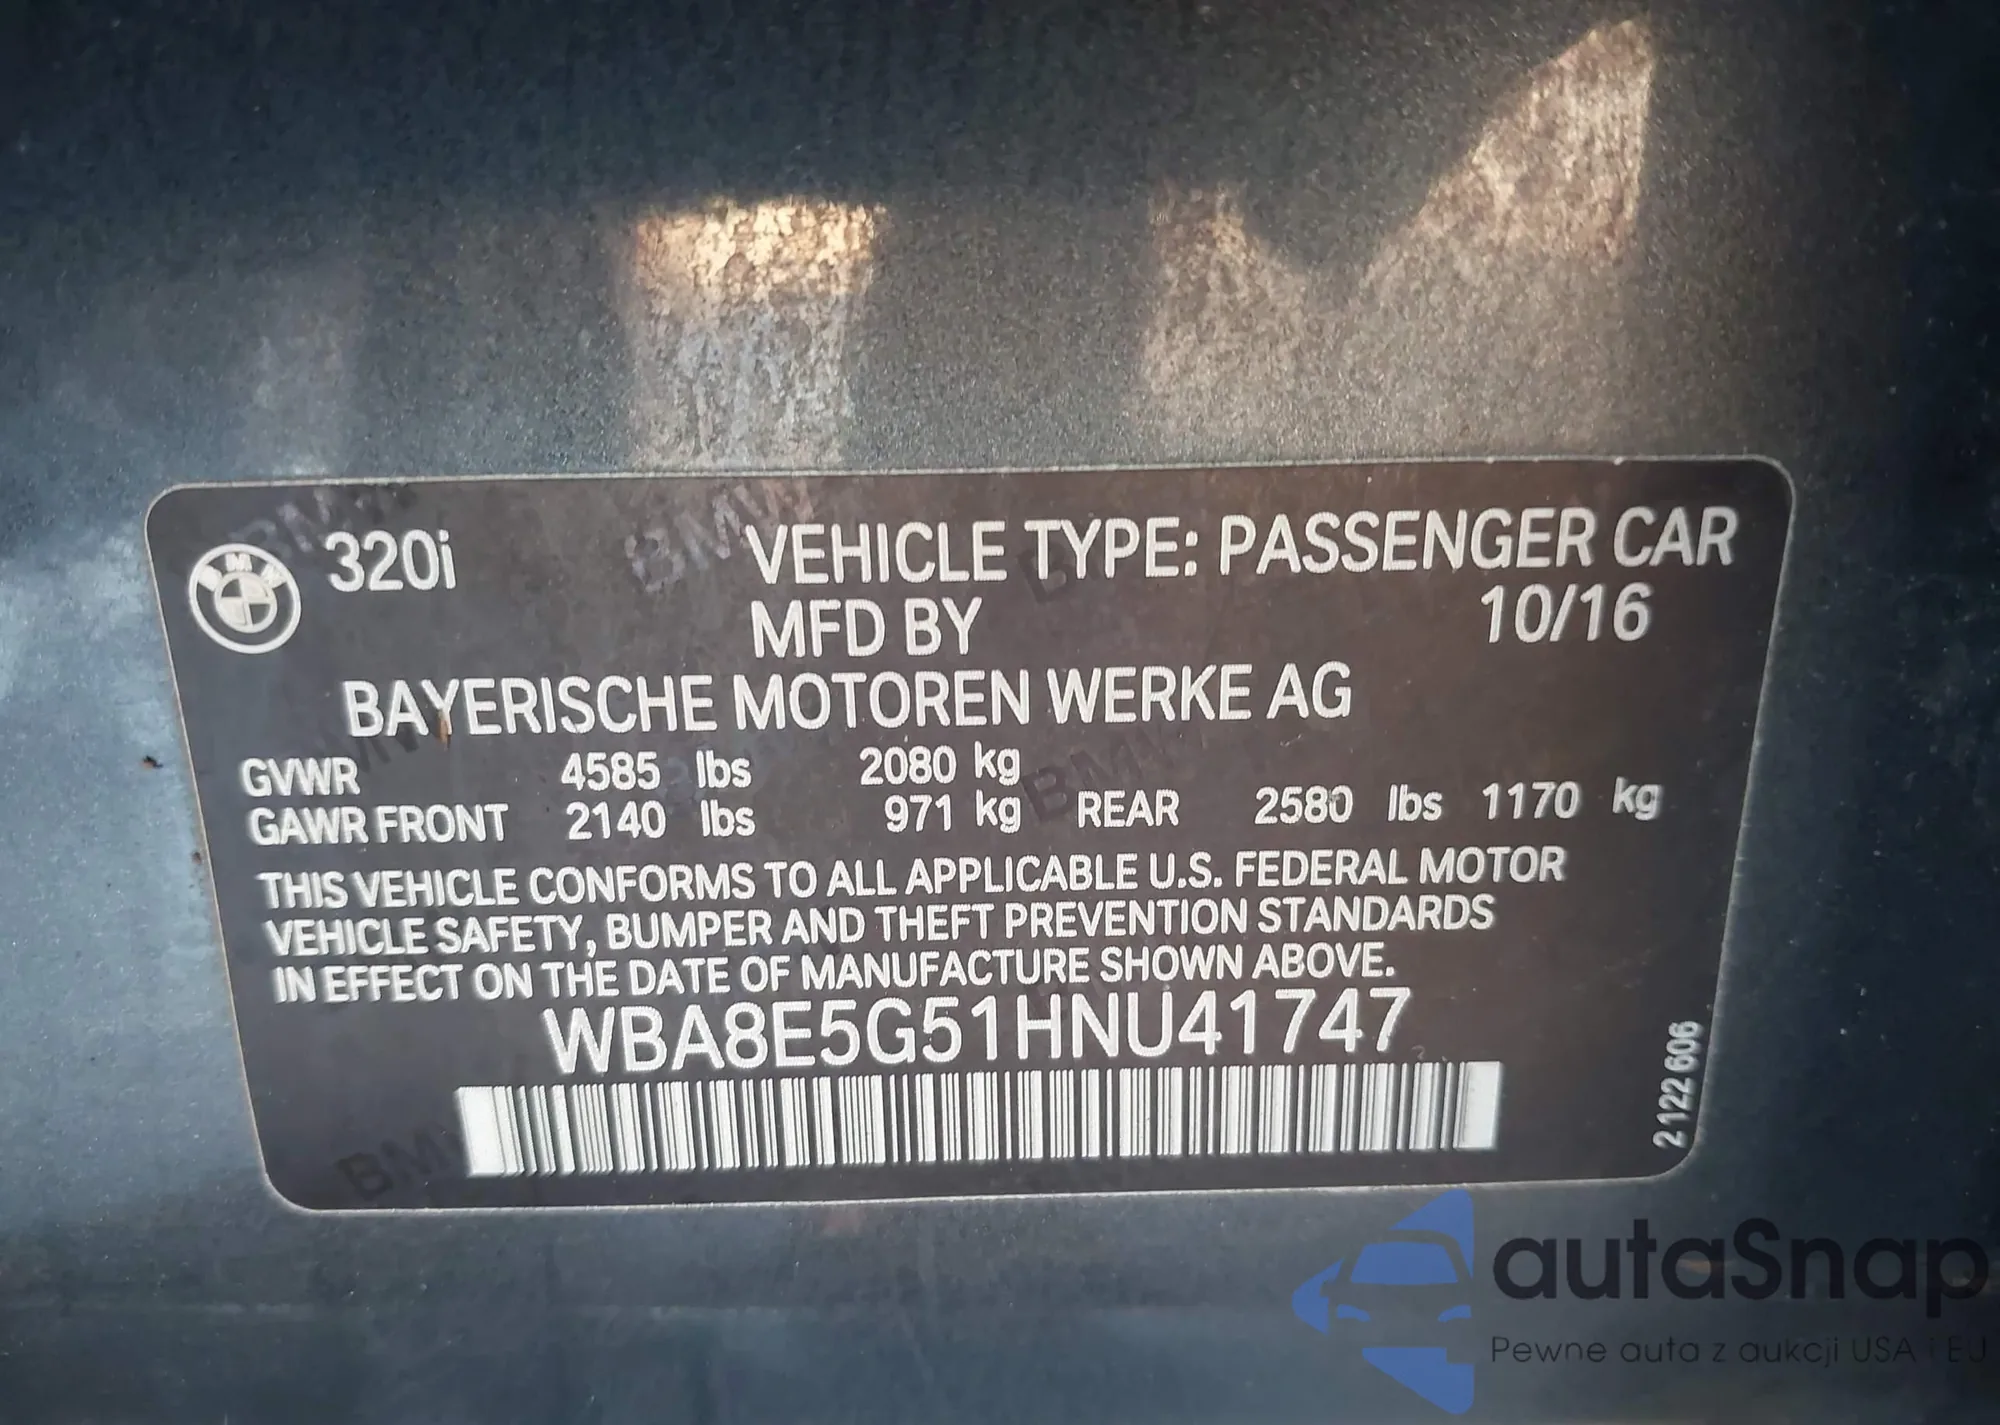 BMW 320i VEHICLE TYPE: PASSENGER CAR
MFD BY 10/16
BAYERISCHE MOTOREN WERKE AG
GVWR 4585 lbs 2080 kg
GAWR FRONT 2140 lbs 971 kg REAR 2580 lbs 1170 kg
THIS VEHICLE CONFORMS TO ALL APPLICABLE U.S. FEDERAL MOTOR
VEHICLE SAFETY, BUMPER AND THEFT PREVENTION STANDARDS
IN EFFECT ON THE DATE OF MANUFACTURE SHOWN ABOVE.
WBA8E5G51HNU41747
2122 606
autaSnap
Pewne auta z aukcji USA i EU